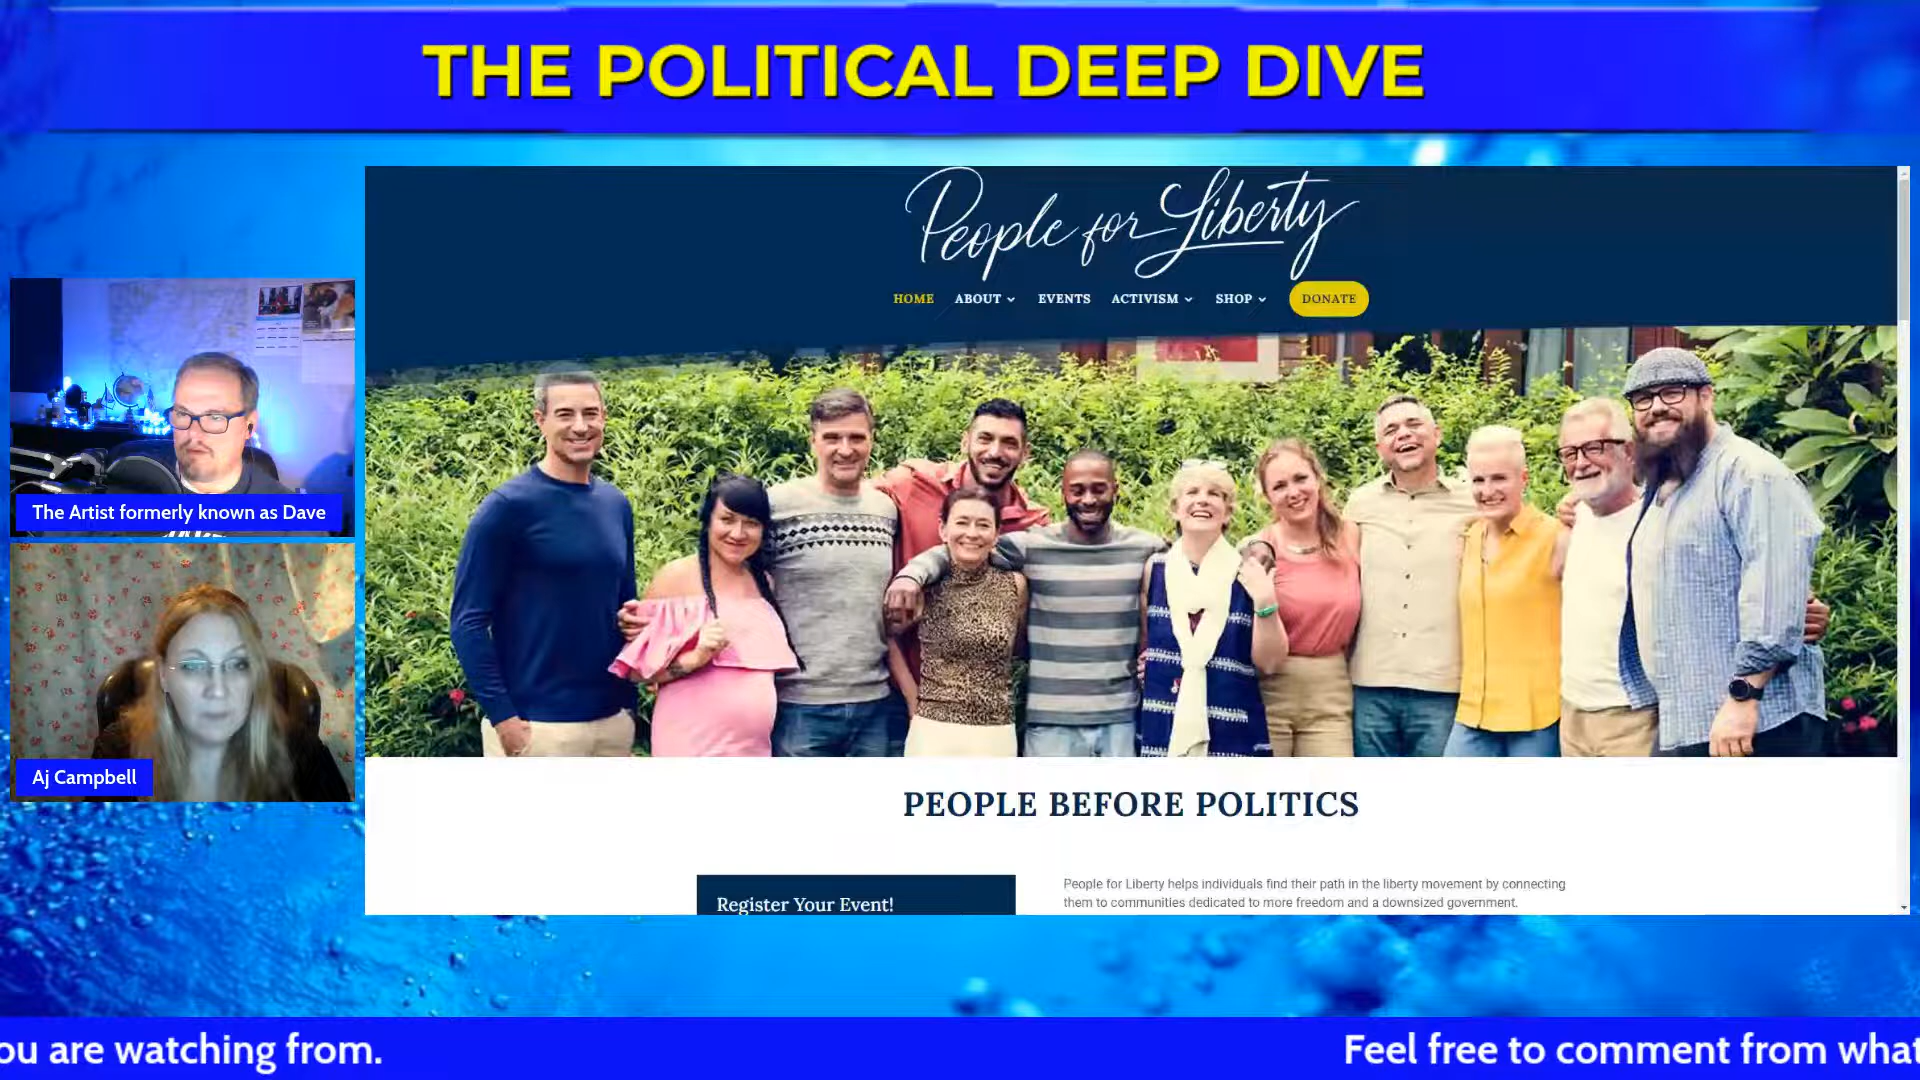 THE POLITICAL DEEP DIVE
People for Liberty
HOME ABOUT EVENTS ACTIVISM SHOP DONATE
The Artist formerly known as Dave
Aj Campbell
PEOPLE BEFORE POLITICS
Register Your Event!
People for Liberty helps individuals find their path in the liberty movement by connecting
them to communities dedicated to more freedom and a downsized government.
ou are watching from.
Feel free to comment from what